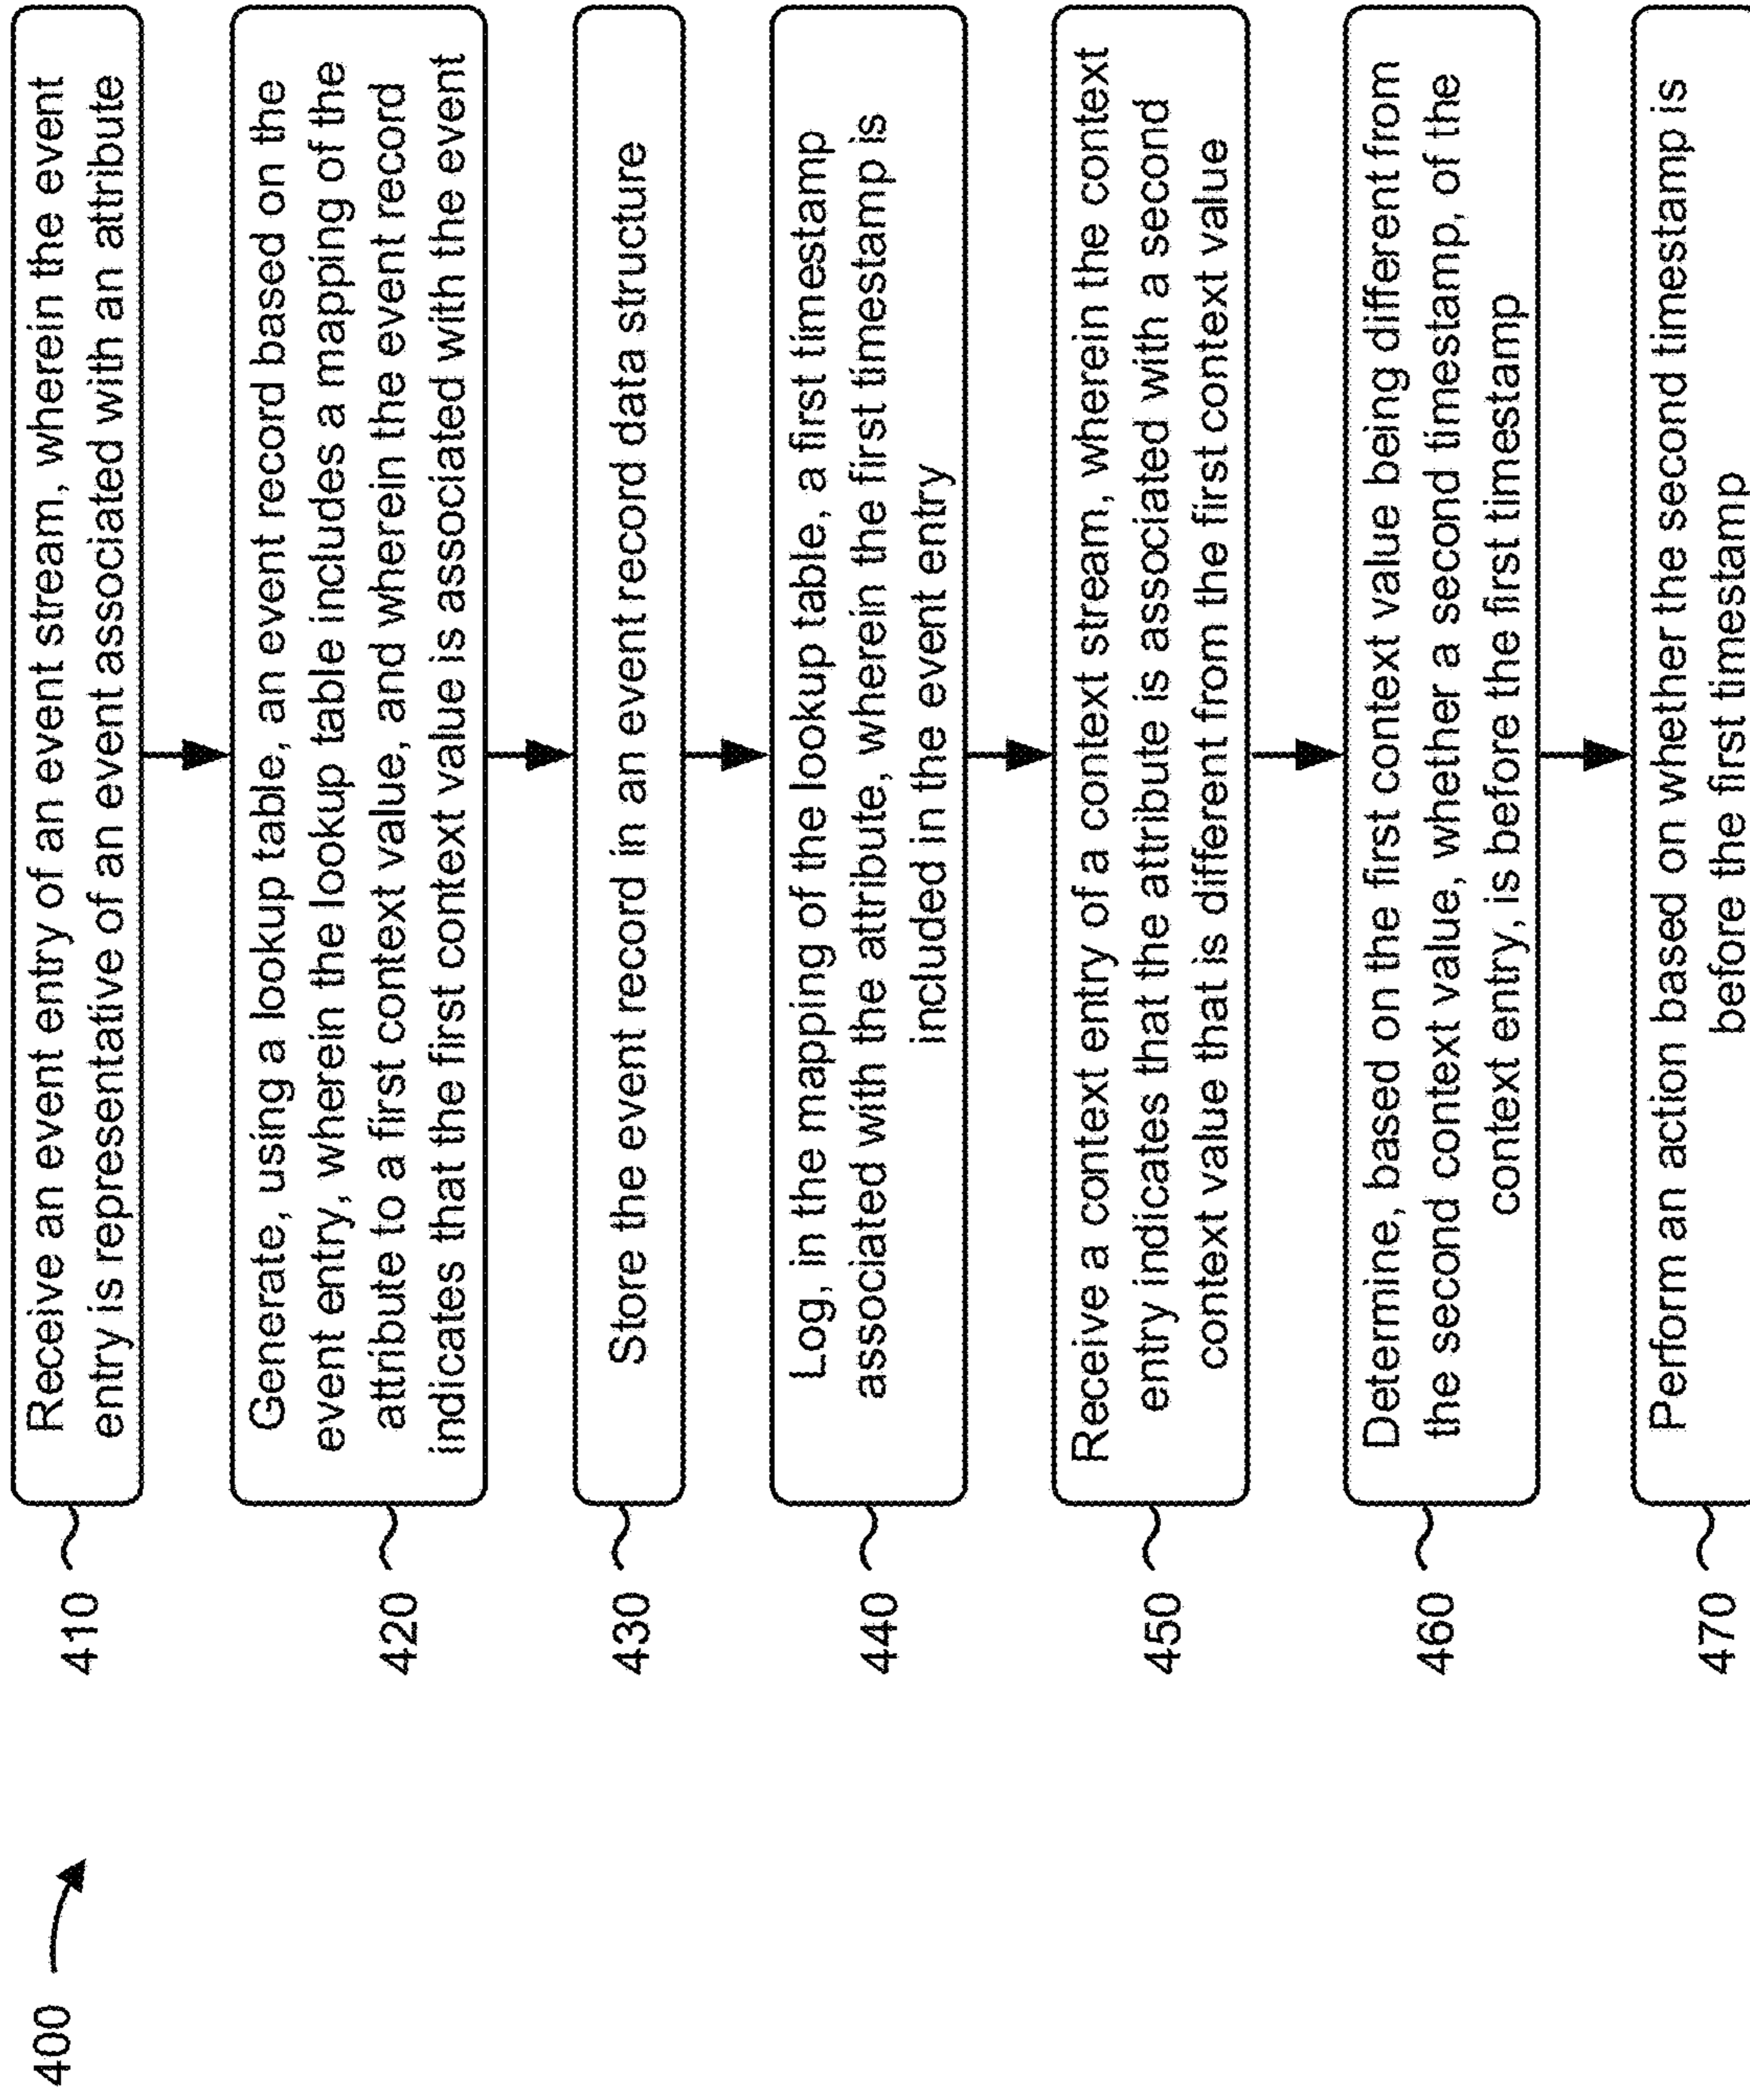 400
410
Receive an event entry of an event stream, wherein the event
entry is representative of an event associated with an attribute
420
Generate, using a lookup table, an event record based on the
event entry, wherein the lookup table includes a mapping of the
attribute to a first context value, and wherein the event record
indicates that the first context value is associated with the event
430
Store the event record in an event record data structure
440
Log, in the mapping of the lookup table, a first timestamp
associated with the attribute, wherein the first timestamp is
included in the event entry
450
Receive a context entry of a context stream, wherein the context
entry indicates that the attribute is associated with a second
context value that is different from the first context value
460
Determine, based on the first context value being different from
the second context value, whether a second timestamp, of the
context entry, is before the first timestamp
470
Perform an action based on whether the second timestamp is
before the first timestamp